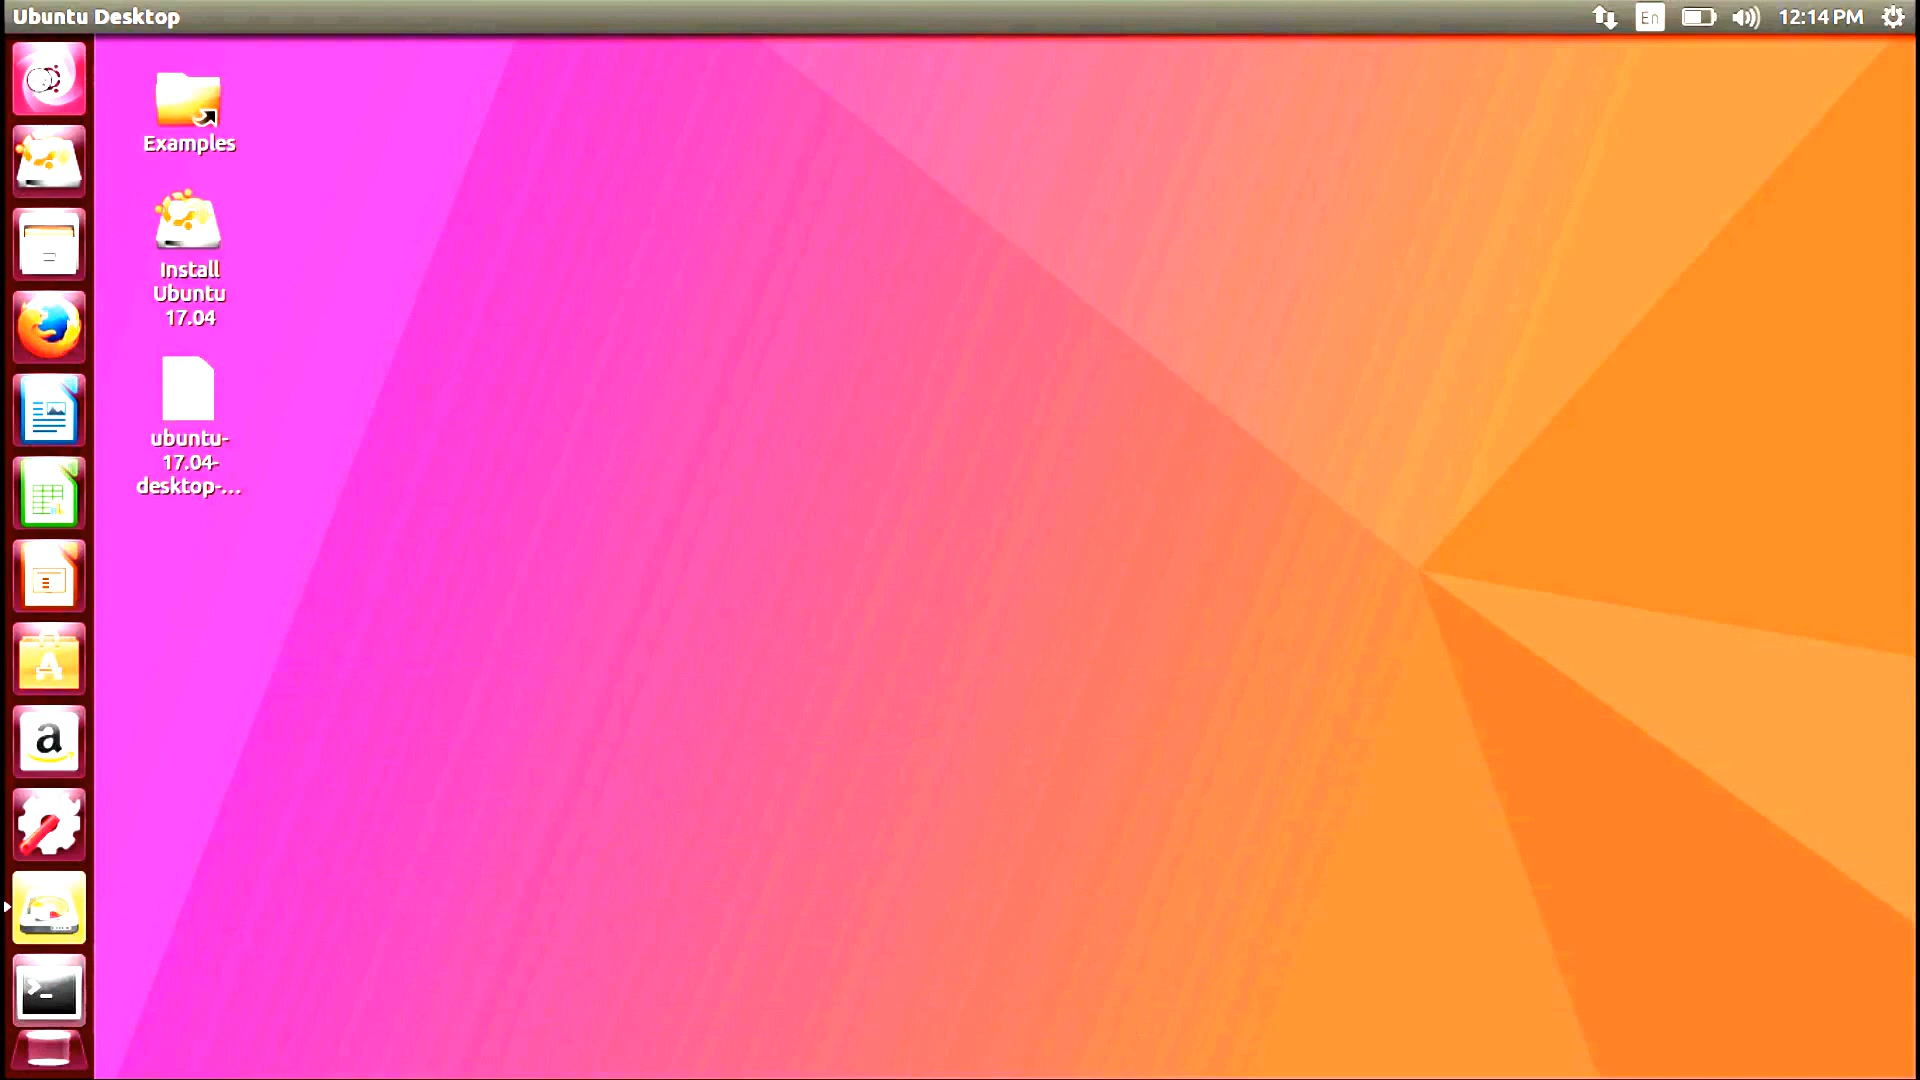 Ubuntu Desktop
En
12:14 PM
Examples
Install
Ubuntu
17.04
ubuntu-
17.04-
desktop-...